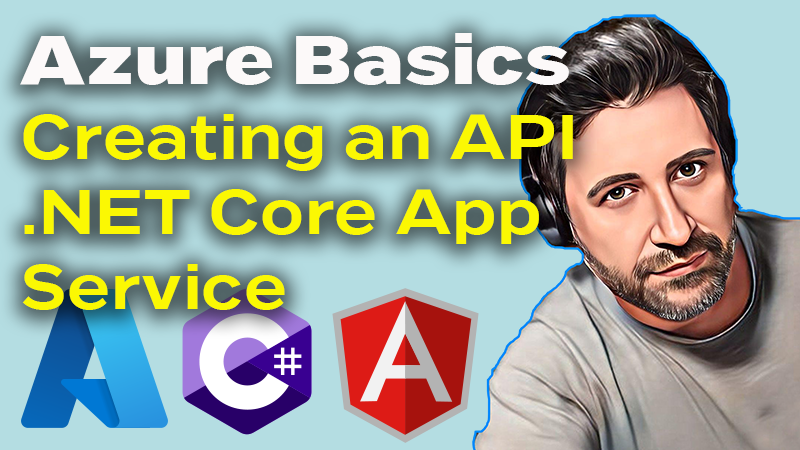 Azure Basics
Creating an API
.NET Core App
Service
C#
A